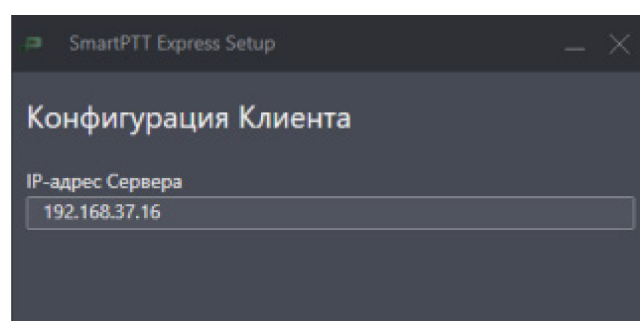 SmartPTT Express Setup
Конфигурация Клиента
IP-адрес Сервера
192.168.37.16